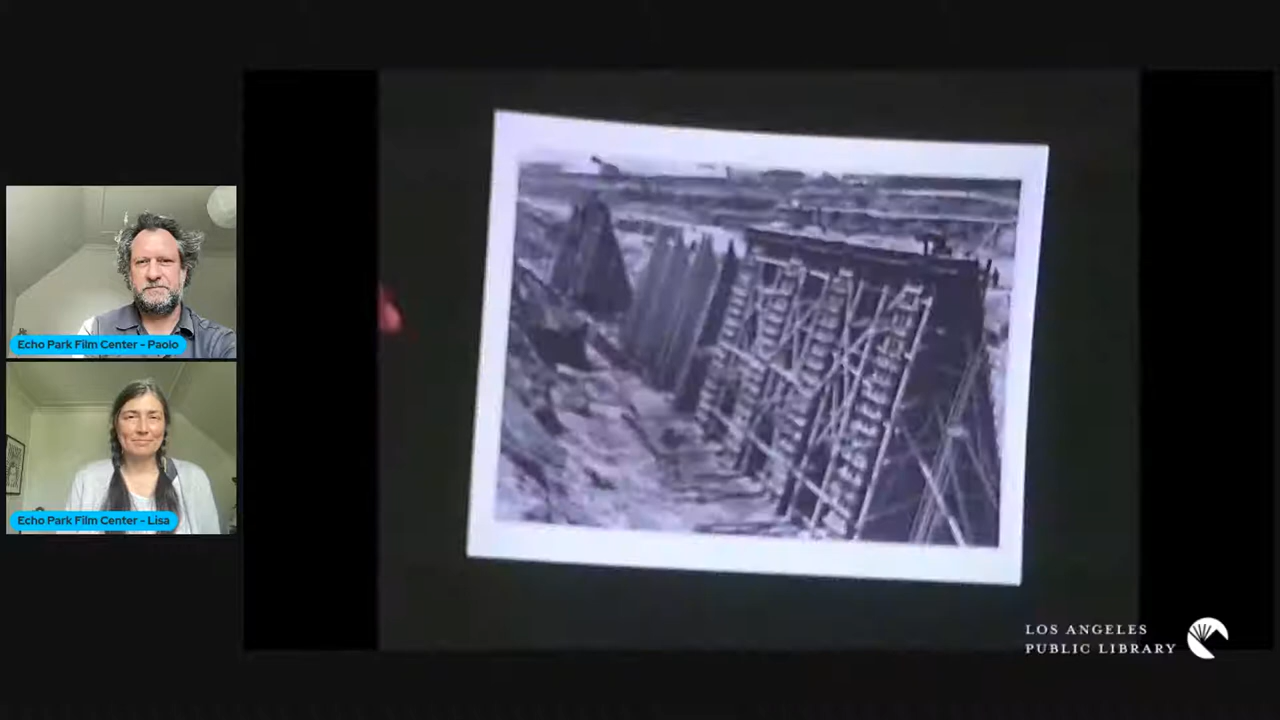 Echo Park Film Center - Paolo
Echo Park Film Center - Lisa
LOS ANGELES
PUBLIC LIBRARY